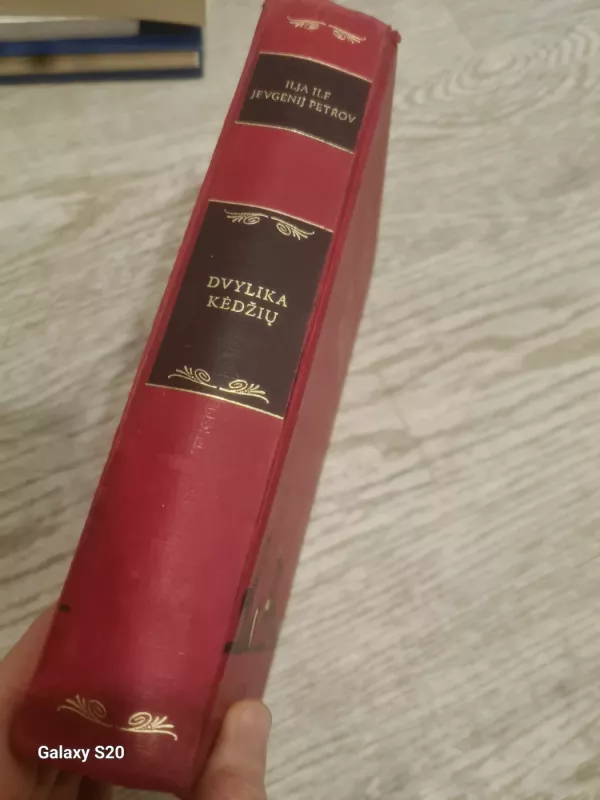 ILJA ILF
JEVGENIJ PETROV
DVYLIKA
KĖDŽIŲ
Galaxy S20